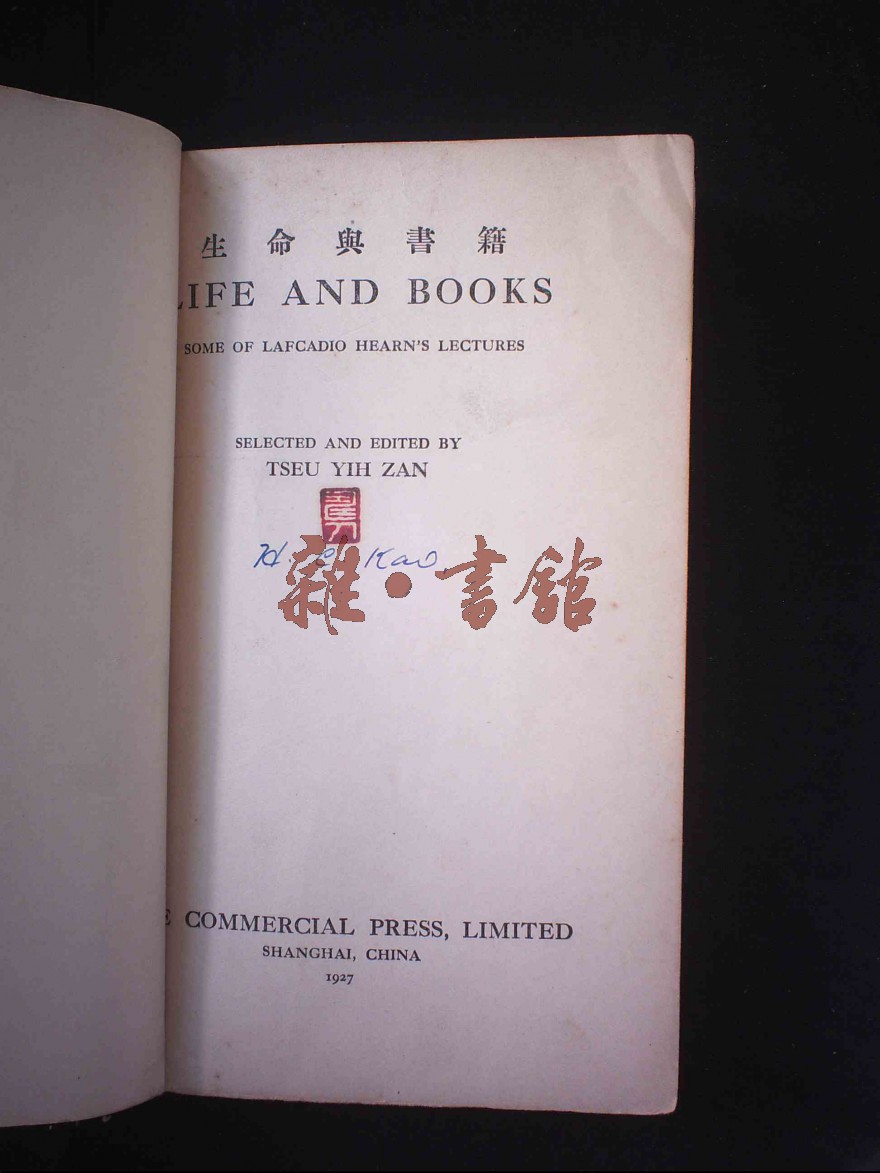 生命與書籍
LIFE AND BOOKS
SOME OF LAFCADIO HEARN'S LECTURES
SELECTED AND EDITED BY
TSEU YIH ZAN
H. Kao
雜·書館
E COMMERCIAL PRESS, LIMITED
SHANGHAI, CHINA
1927